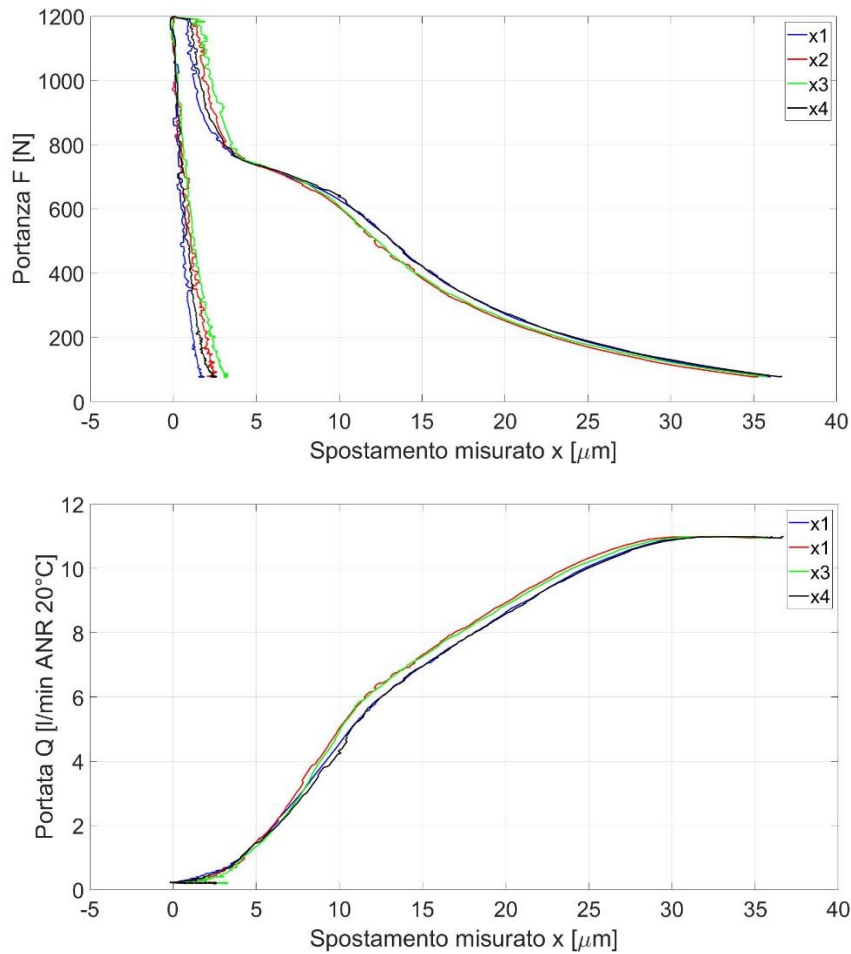 1200
1000
800
600
400
200
0
Portanza F [N]
-5 0 5 10 15 20 25 30 35 40
Spostamento misurato x [μm]
x1
x2
x3
x4
12
10
8
6
4
2
0
Portata Q [l/min ANR 20°C]
-5 0 5 10 15 20 25 30 35 40
Spostamento misurato x [μm]
x1
x1
x3
x4